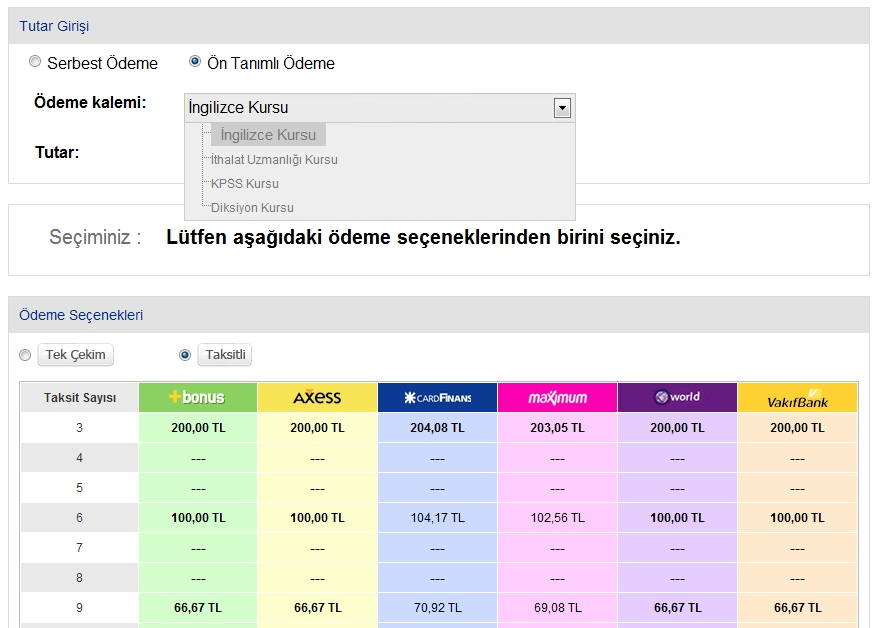 Tutar Girişi
Serbest Ödeme Ön Tanımlı Ödeme
Ödeme kalemi: İngilizce Kursu
İngilizce Kursu
Tutar:
İthalat Uzmanlığı Kursu
KPSS Kursu
Diksiyon Kursu
Seçiminiz : Lütfen aşağıdaki ödeme seçeneklerinden birini seçiniz.
Ödeme Seçenekleri
Tek Çekim Taksitli
Taksit Sayısı bonus AXESS CARDFINANS maximum world VakıfBank
3 200,00 TL 200,00 TL 204,08 TL 203,05 TL 200,00 TL 200,00 TL
4 --- --- --- --- --- ---
5 --- --- --- --- --- ---
6 100,00 TL 100,00 TL 104,17 TL 102,56 TL 100,00 TL 100,00 TL
7 --- --- --- --- --- ---
8 --- --- --- --- --- ---
9 66,67 TL 66,67 TL 70,92 TL 69,08 TL 66,67 TL 66,67 TL